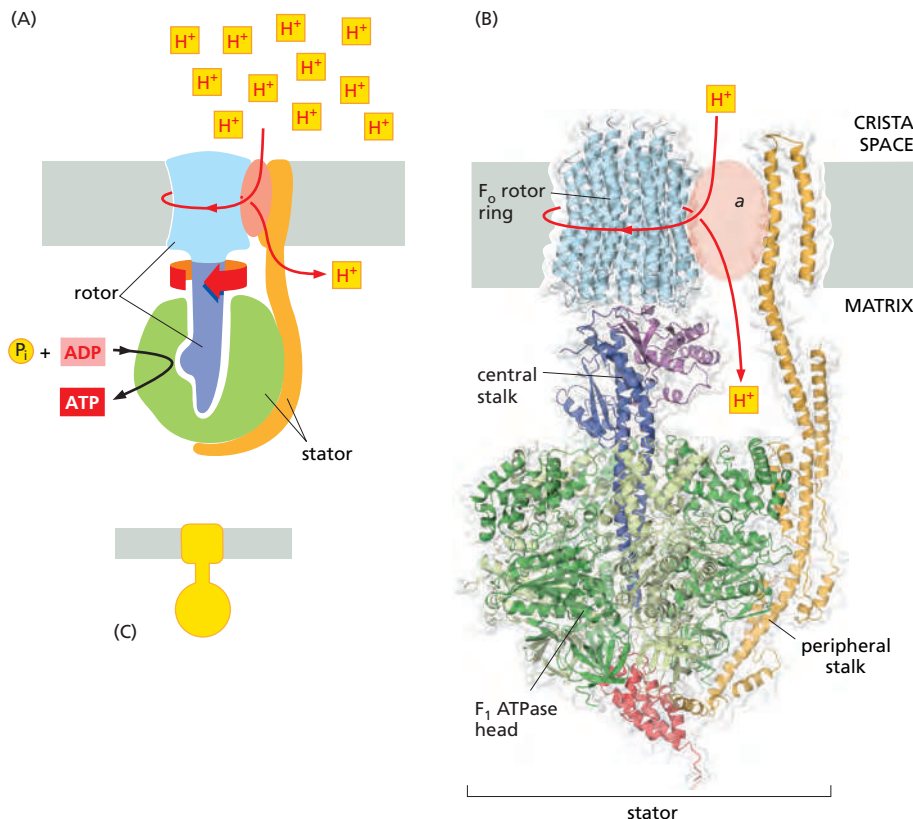 (A)
H⁺
H⁺
H⁺
H⁺
H⁺
H⁺
H⁺
H⁺
H⁺
H⁺
H⁺
H⁺
rotor
Pi + ADP
ATP
stator
(C)
(B)
H⁺
CRISTA
SPACE
Fo rotor
ring
a
MATRIX
central
stalk
H⁺
peripheral
stalk
F1 ATPase
head
stator